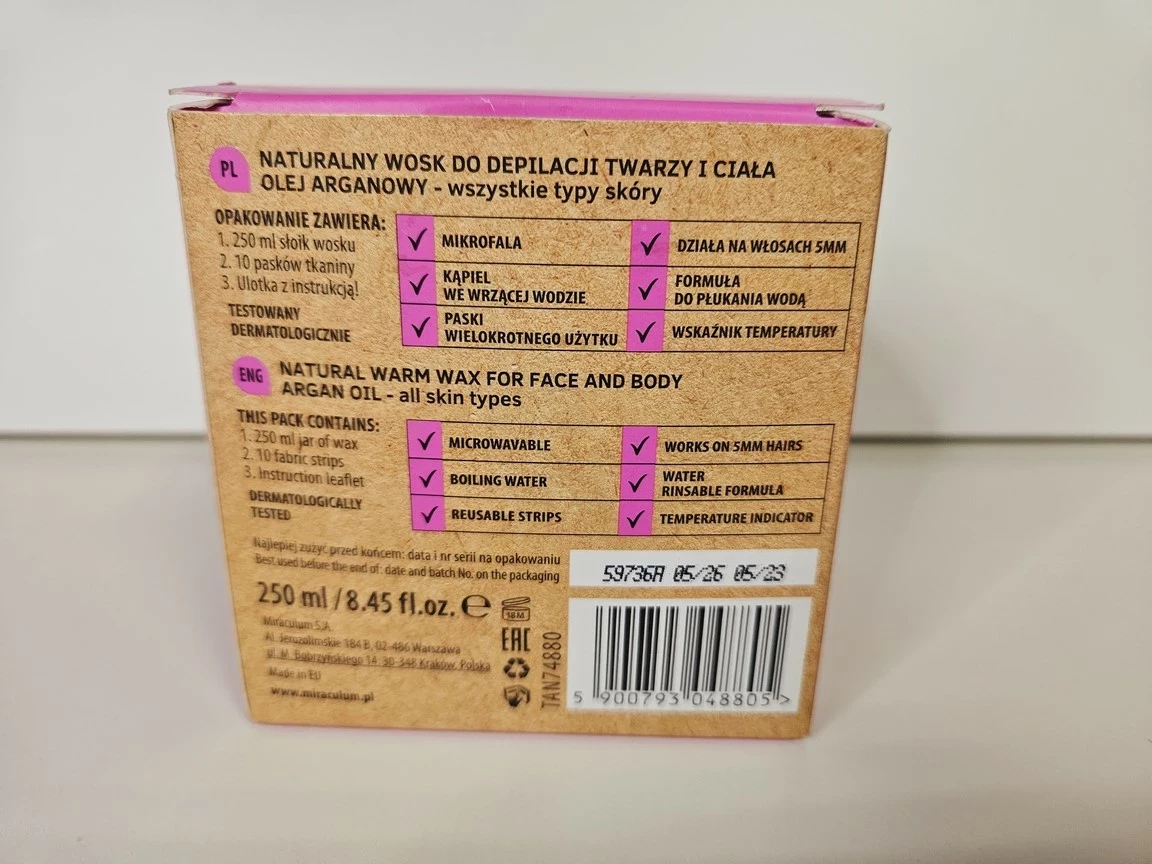 PL
NATURALNY WOSK DO DEPILACJI TWARZY I CIAŁA
OLEJ ARGANOWY - wszystkie typy skóry
OPAKOWANIE ZAWIERA:
1. 250 ml słoik wosku
2. 10 pasków tkaniny
3. Ulotka z instrukcją!
TESTOWANY
DERMATOLOGICZNIE
MIKROFALA
DZIAŁA NA WŁOSACH 5MM
KĄPIEL
WE WRZĄCEJ WODZIE
FORMUŁA
DO PŁUKANIA WODĄ
PASKI
WIELOKROTNEGO UŻYTKU
WSKAŹNIK TEMPERATURY
ENG
NATURAL WARM WAX FOR FACE AND BODY
ARGAN OIL - all skin types
THIS PACK CONTAINS:
1. 250 ml jar of wax
2. 10 fabric strips
3. Instruction leaflet
DERMATOLOGICALLY
TESTED
MICROWAVABLE
WORKS ON 5MM HAIRS
BOILING WATER
WATER
RINSABLE FORMULA
REUSABLE STRIPS
TEMPERATURE INDICATOR
Najlepiej zużyć przed końcem: data i nr serii na opakowaniu
Best used before the end of: date and batch No. on the packaging
59736A 05/26 05/23
250 ml / 8.45 fl.oz. e
18M
Miraculum S.A.
Al. Jerozolimskie 184 B, 02-486 Warszawa
ul. M. Bobrzyńskiego 14, 30-348 Kraków, Polska
Made in EU
www.miraculum.pl
EAC
TAN74880
5 900793 048805 >